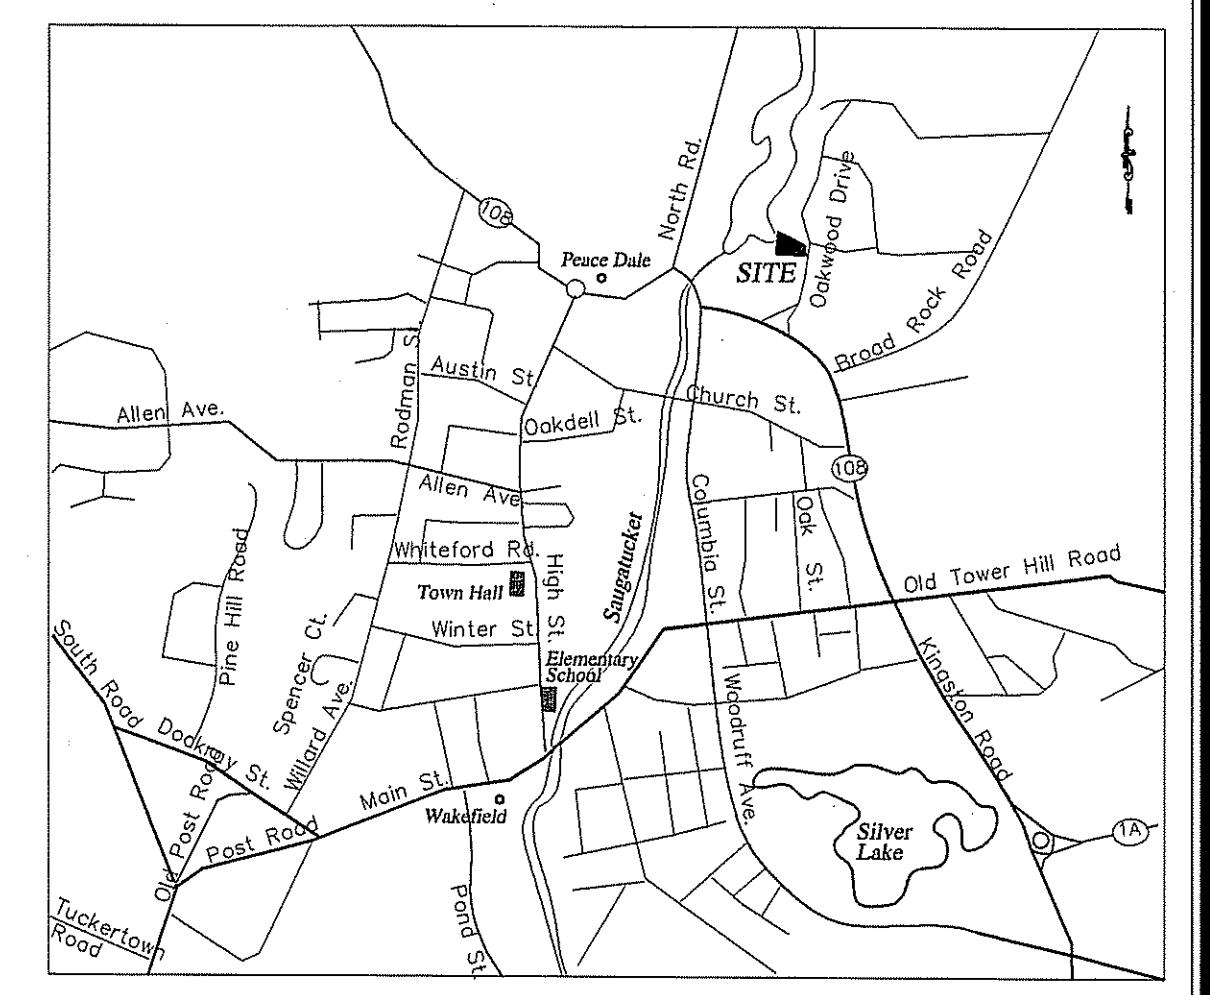 North Rd.
108
Peace Dale
SITE
Oakwood Drive
Broad Rock Road
Rodman St.
Austin St.
Church St.
Allen Ave.
Oakdell St.
108
Allen Ave.
Columbia St.
Oak St.
Whiteford Rd.
Saugatucket
High St.
Old Tower Hill Road
Town Hall
Pine Hill Road
Winter St.
South Road
Spencer Ct.
Elementary
School
Kingston Road
Willard Ave.
Woodruff Ave.
Dockray St.
Main St.
Wakefield
Old Post Road
Post Road
Silver
Lake
1A
Pond St.
Tuckertown
Road